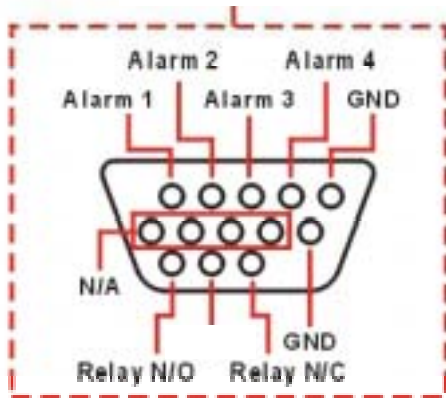 Alarm 2 Alarm 4
Alarm 1 Alarm 3 GND
N/A
GND
Relay N/O Relay N/C